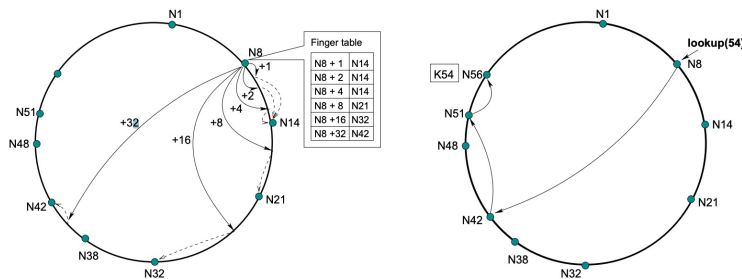 N1
N8
Finger table
N8 + 1 N14
N8 + 2 N14
N8 + 4 N14
N8 + 8 N21
N8 +16 N32
N8 +32 N42
+1
+2
+4
+8
+16
+32
N14
N21
N32
N38
N42
N48
N51
N1
lookup(54)
N8
K54
N56
N51
N14
N48
N42
N21
N38
N32